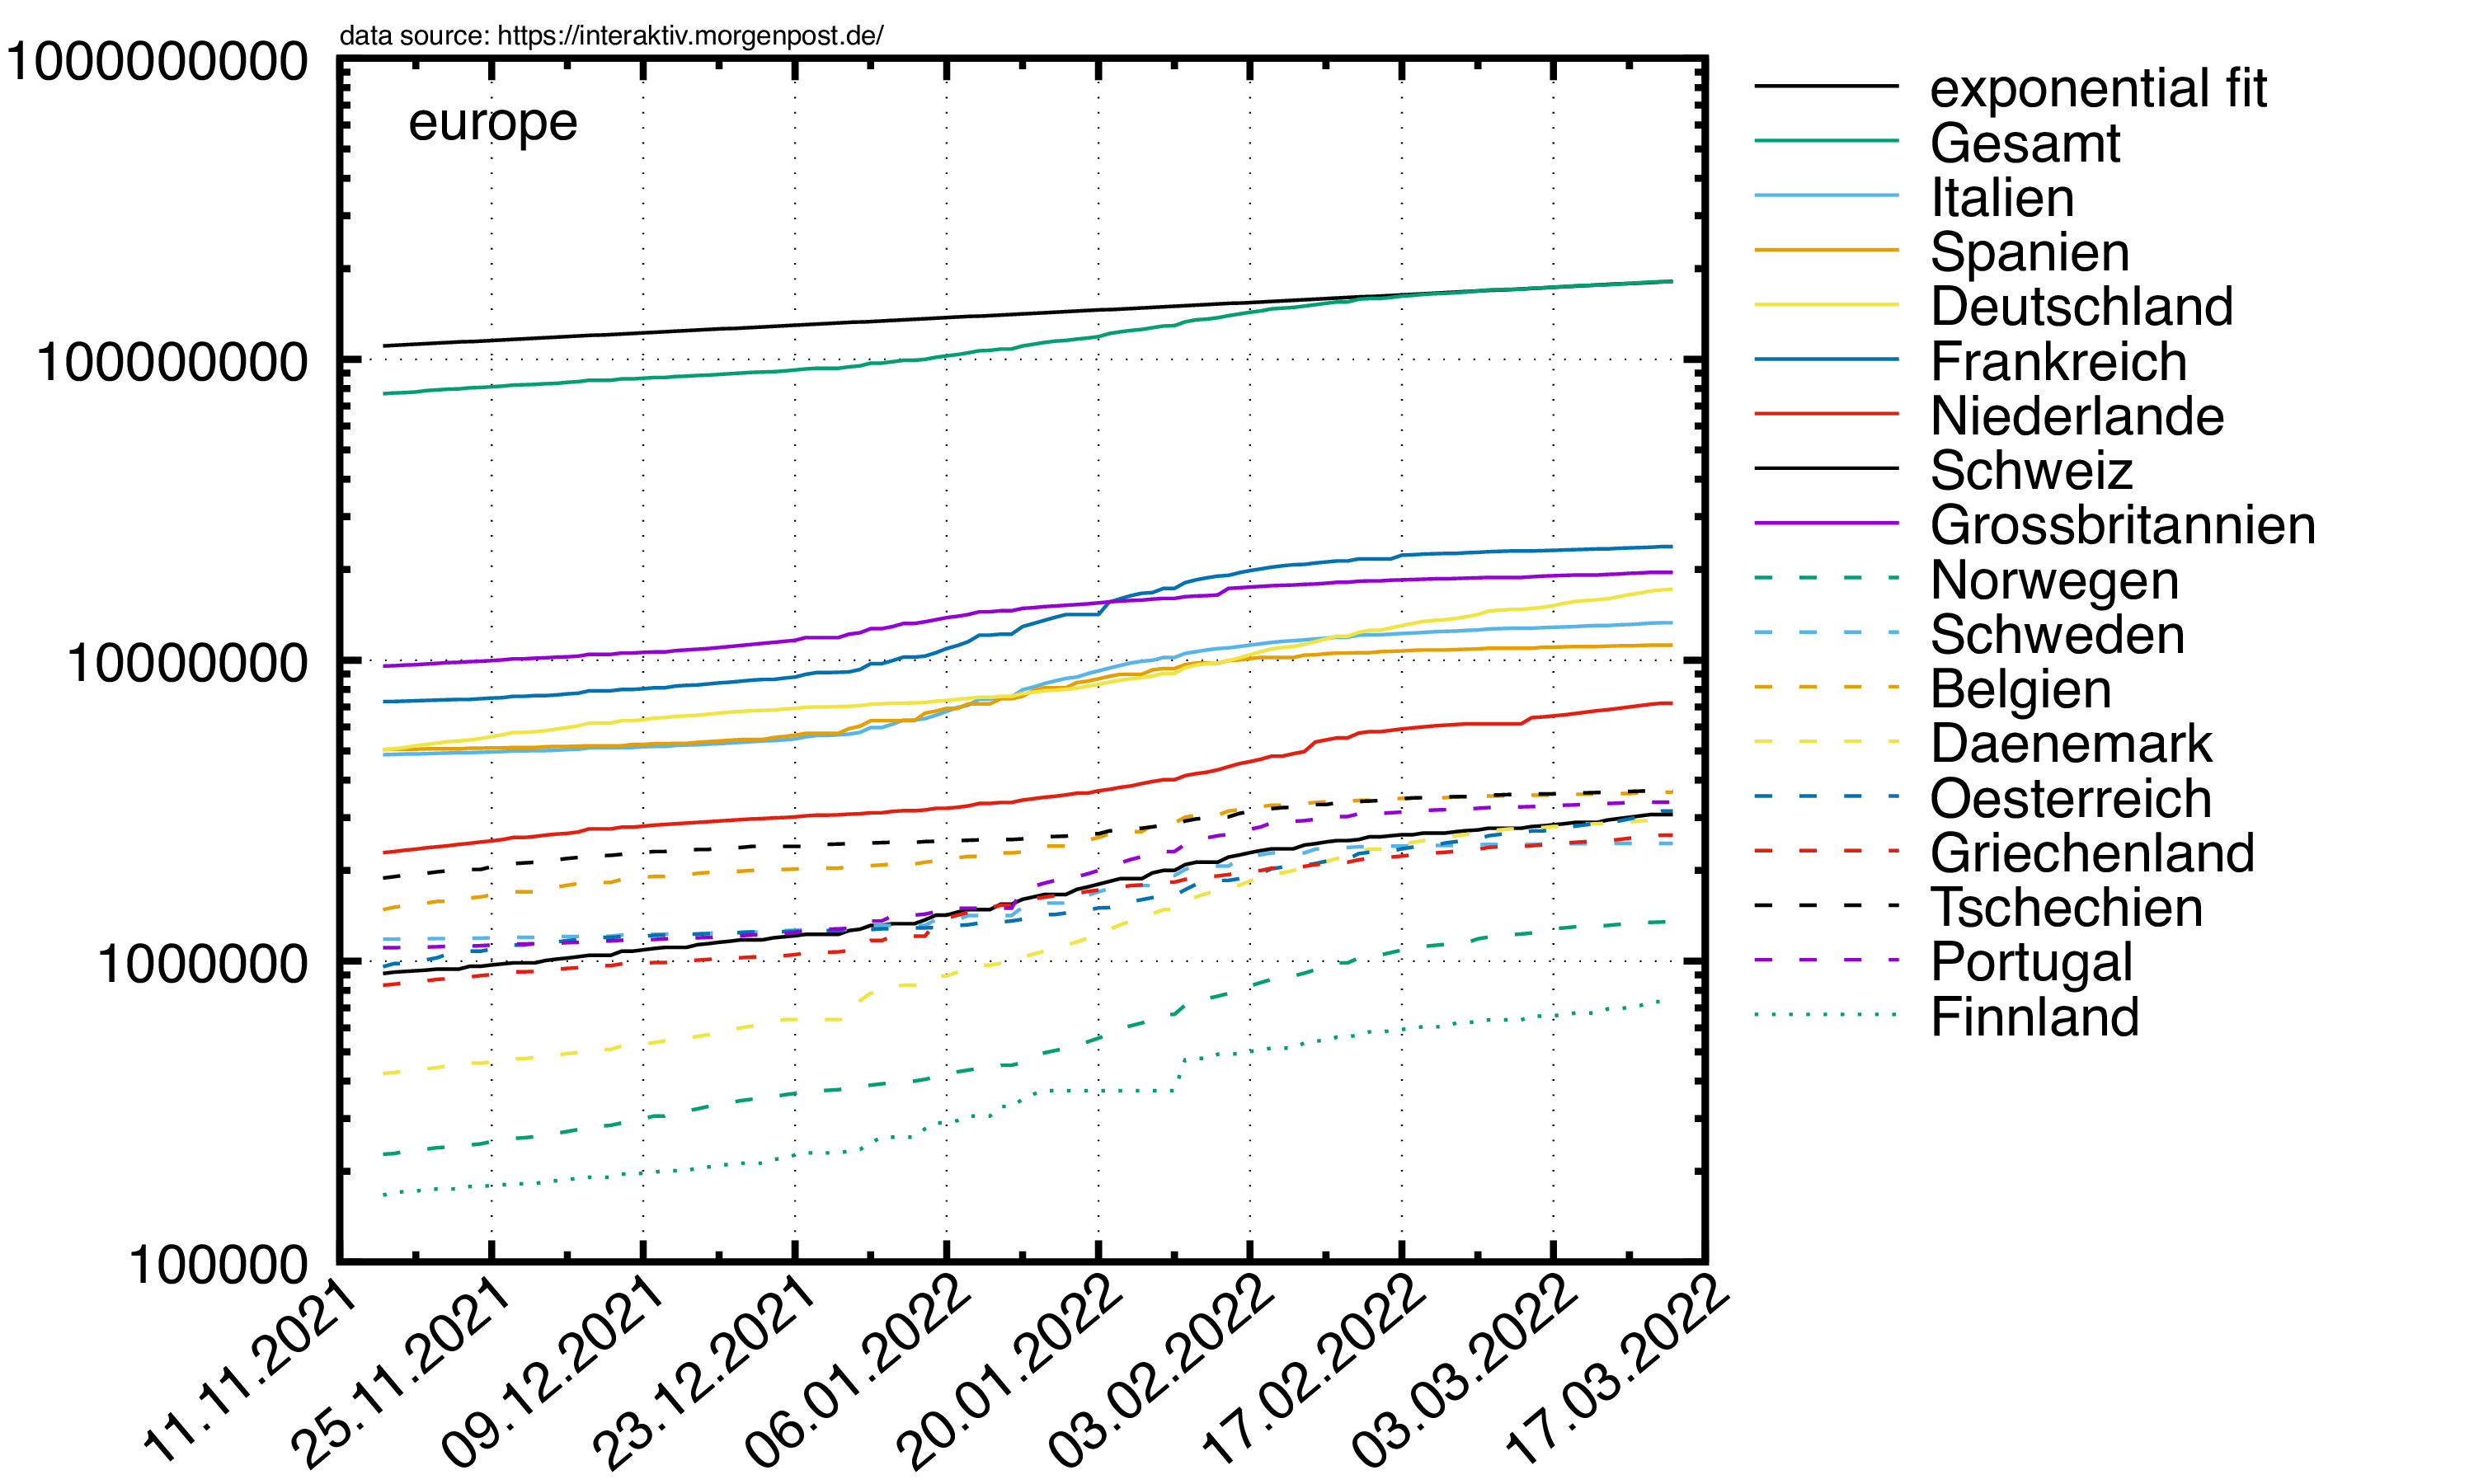 data source: https://interaktiv.morgenpost.de/
1000000000
100000000
10000000
1000000
100000
europe
exponential fit
Gesamt
Italien
Spanien
Deutschland
Frankreich
Niederlande
Schweiz
Grossbritannien
Norwegen
Schweden
Belgien
Daenemark
Oesterreich
Griechenland
Tschechien
Portugal
Finnland
11.11.2021
25.11.2021
09.12.2021
23.12.2021
06.01.2022
20.01.2022
03.02.2022
17.02.2022
03.03.2022
17.03.2022